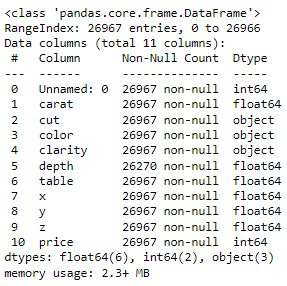 <class 'pandas.core.frame.DataFrame'>
RangeIndex: 26967 entries, 0 to 26966
Data columns (total 11 columns):
 #   Column      Non-Null Count  Dtype
---  ------      --------------  -----
 0   Unnamed: 0  26967 non-null  int64
 1   carat       26967 non-null  float64
 2   cut         26967 non-null  object
 3   color       26967 non-null  object
 4   clarity     26967 non-null  object
 5   depth       26270 non-null  float64
 6   table       26967 non-null  float64
 7   x           26967 non-null  float64
 8   y           26967 non-null  float64
 9   z           26967 non-null  float64
 10  price       26967 non-null  int64
dtypes: float64(6), int64(2), object(3)
memory usage: 2.3+ MB